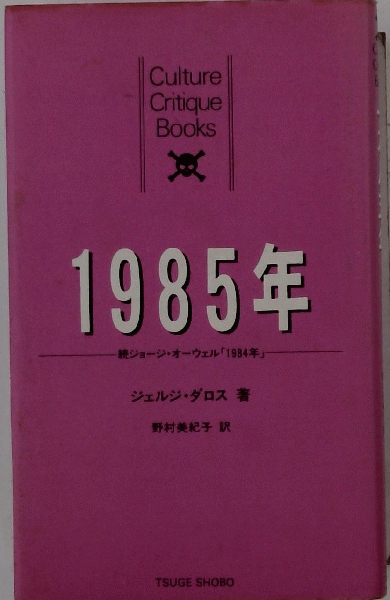 Culture
Critique
Books
1985年
続ジョージ・オーウェル「1984年」
ジェルジ・ダロス 著
野村美紀子 訳
TSUGE SHOBO